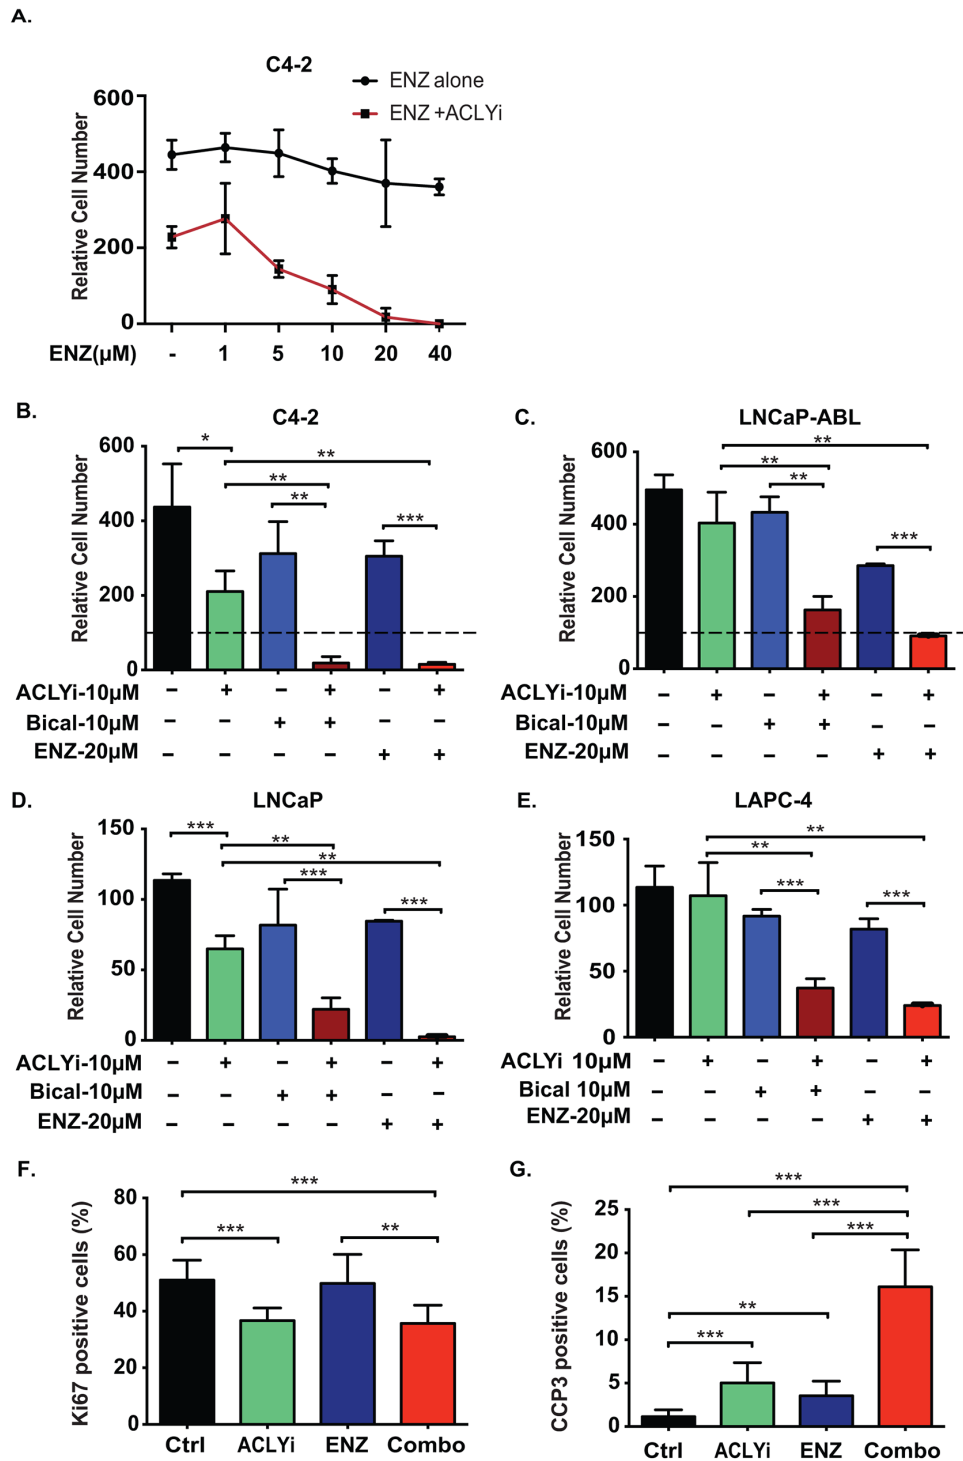 A.
C4-2
ENZ alone
ENZ +ACLYi
Relative Cell Number
600
400
200
0
ENZ(µM) - 1 5 10 20 40
B.
C4-2
Relative Cell Number
600
400
200
0
* ** ** ** ***
ACLYi-10µM − + − + − +
Bical-10µM − − + + − −
ENZ-20µM − − − − + +
C.
LNCaP-ABL
Relative Cell Number
600
400
200
0
** ** ** ***
ACLYi-10µM − + − + − +
Bical-10µM − − + + − −
ENZ-20µM − − − − + +
D.
LNCaP
Relative Cell Number
150
100
50
0
*** ** ** *** ***
ACLYi-10µM − + − + − +
Bical-10µM − − + + − −
ENZ-20µM − − − − + +
E.
LAPC-4
Relative Cell Number
150
100
50
0
** ** *** ***
ACLYi 10µM − + − + − +
Bical 10µM − − + + − −
ENZ-20µM − − − − + +
F.
Ki67 positive cells (%)
80
60
40
20
0
*** *** **
Ctrl ACLYi ENZ Combo
G.
CCP3 positive cells (%)
25
20
15
10
5
0
*** *** *** ** ***
Ctrl ACLYi ENZ Combo